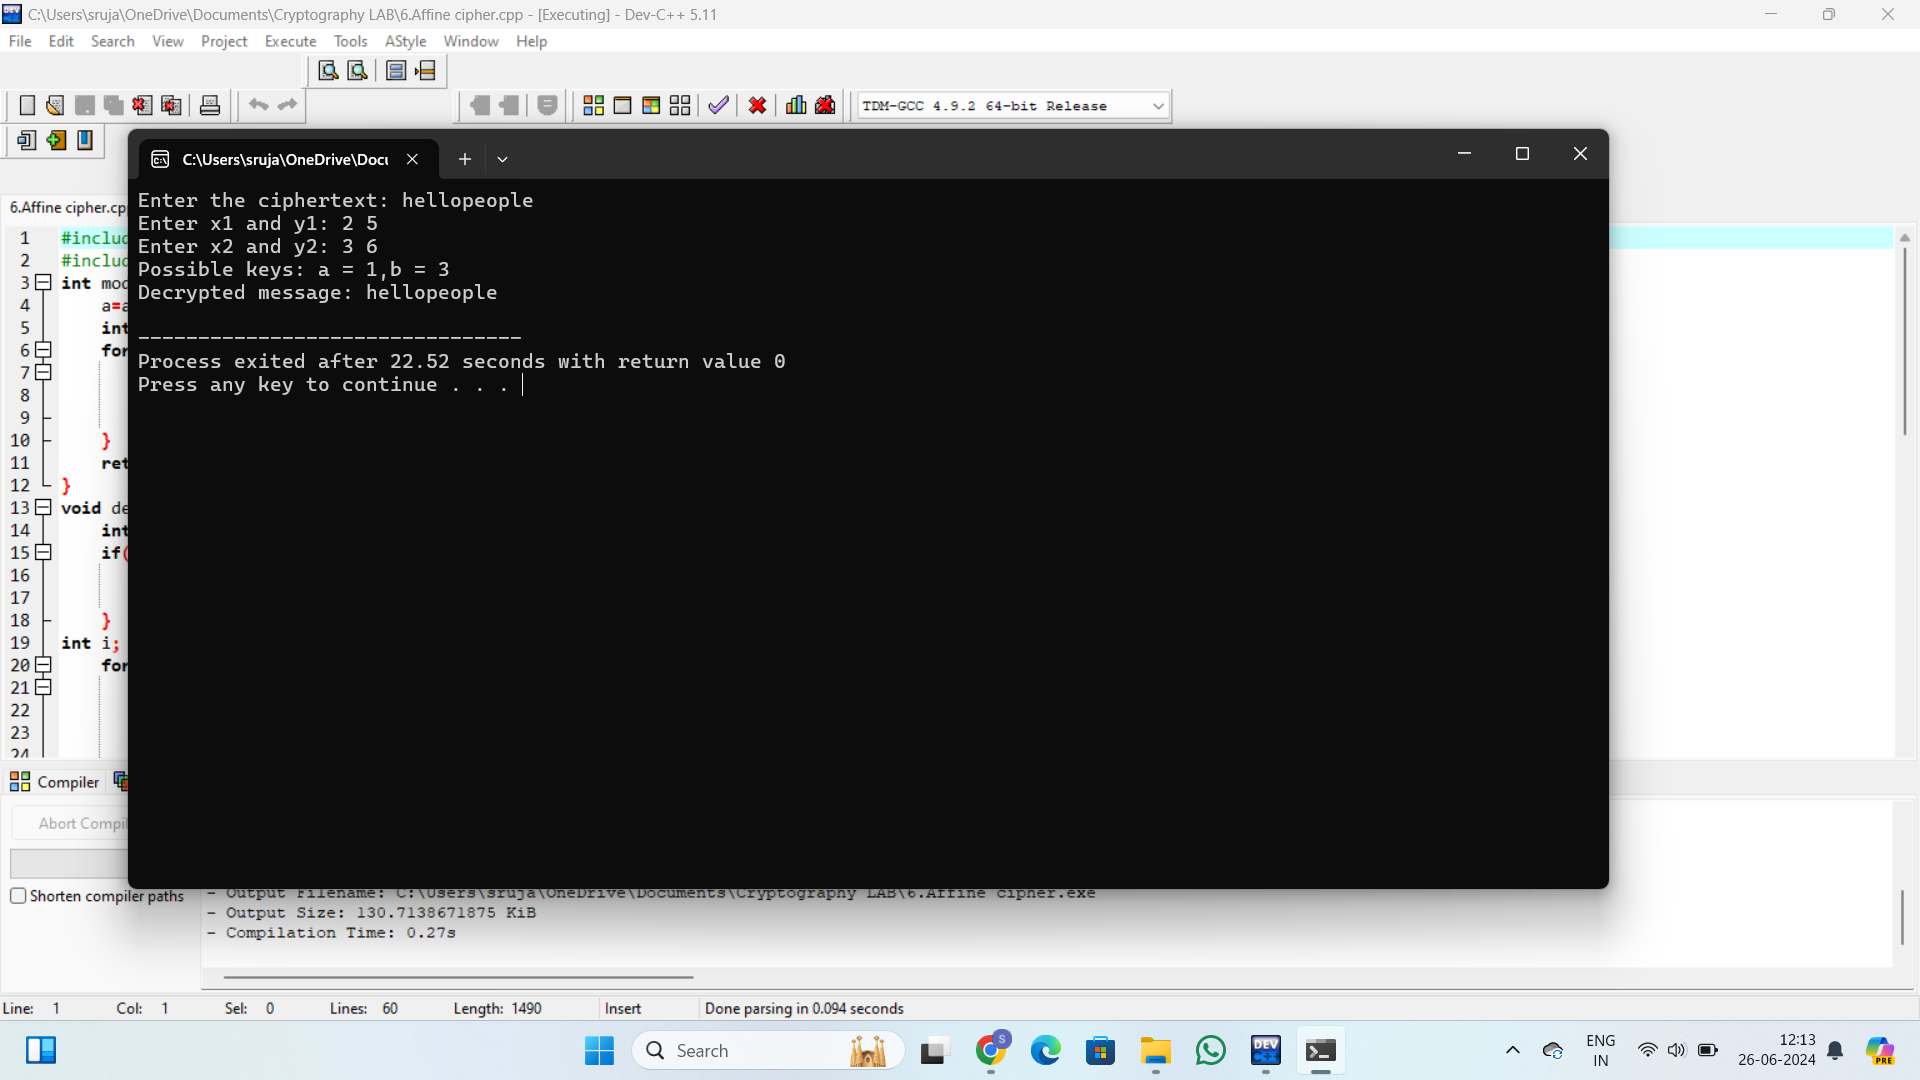 C:\Users\sruja\OneDrive\Documents\Cryptography LAB\6.Affine cipher.cpp - [Executing] - Dev-C++ 5.11
File Edit Search View Project Execute Tools AStyle Window Help
TDM-GCC 4.9.2 64-bit Release
C:\Users\sruja\OneDrive\Docu
6.Affine cipher.cp
Enter the ciphertext: hellopeople
Enter x1 and y1: 2 5
Enter x2 and y2: 3 6
Possible keys: a = 1,b = 3
Decrypted message: hellopeople
--------------------------------
Process exited after 22.52 seconds with return value 0
Press any key to continue . . .
1 #includ
2 #includ
3 int mod
4 a=a
5 int
6 for
7
8
9
10 }
11 ret
12 }
13 void de
14 int
15 if(
16
17
18 }
19 int i;
20 for
21
22
23
24
Compiler
Abort Compil
Shorten compiler paths
- Output Filename: C:\Users\sruja\OneDrive\Documents\Cryptography LAB\6.Affine cipher.exe
- Output Size: 130.7138671875 KiB
- Compilation Time: 0.27s
Line: 1 Col: 1 Sel: 0 Lines: 60 Length: 1490 Insert Done parsing in 0.094 seconds
Search
S
DEV C++
ENG
IN
12:13
26-06-2024
PRE